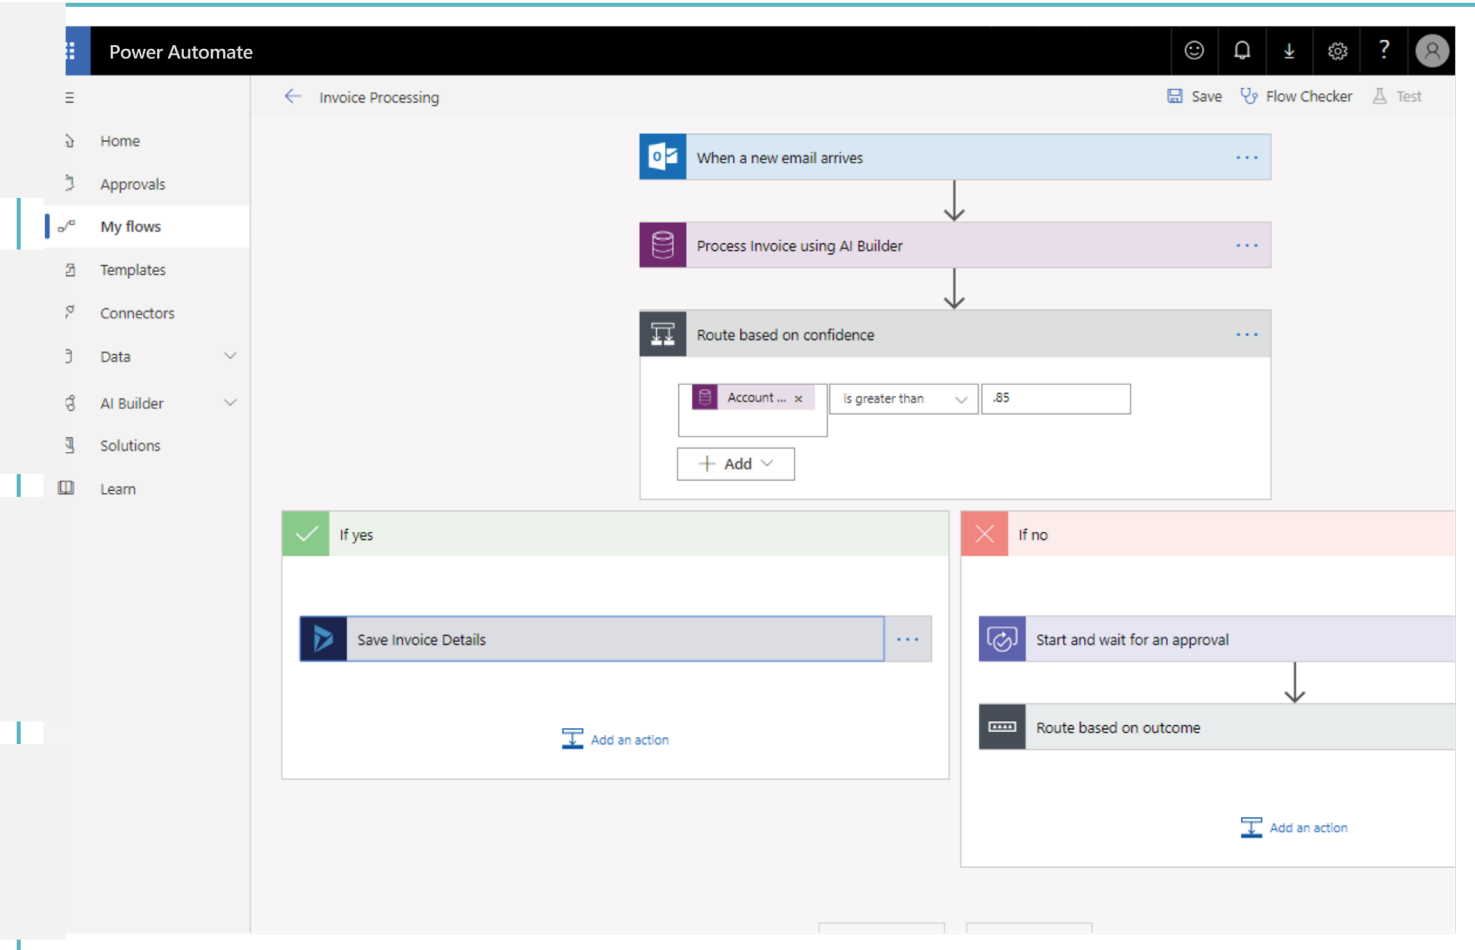 Power Automate
?
Invoice Processing
Save
Flow Checker
Test
Home
Approvals
My flows
Templates
Connectors
Data
AI Builder
Solutions
Learn
When a new email arrives
Process Invoice using AI Builder
Route based on confidence
Account ... × is greater than .85
+ Add
If yes
Save Invoice Details
Add an action
If no
Start and wait for an approval
Route based on outcome
Add an action